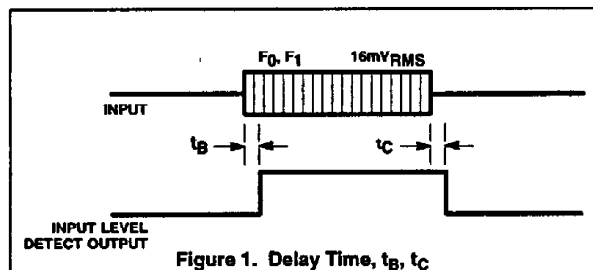 F0, F1 16mVRMS
INPUT
tB tC
INPUT LEVEL
DETECT OUTPUT
Figure 1. Delay Time, tB, tC